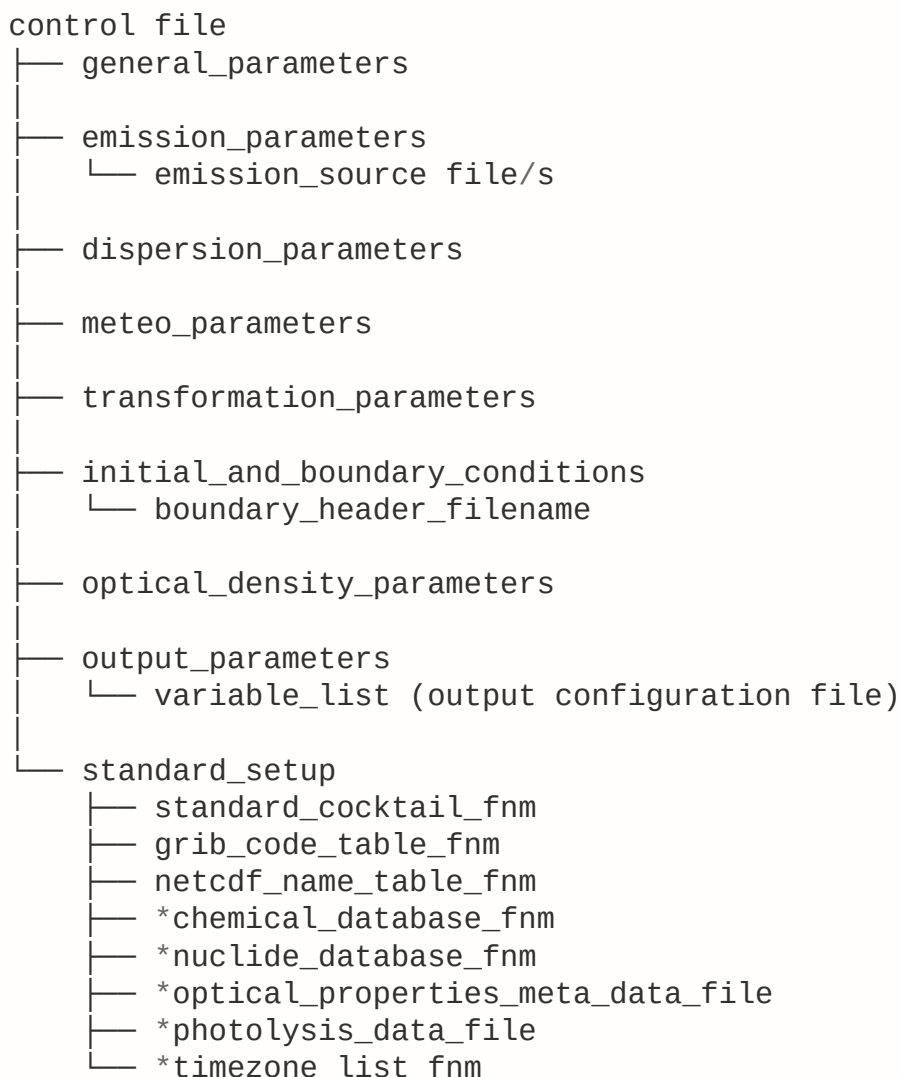 control file
├── general_parameters
│
├── emission_parameters
│   └── emission_source file/s
│
├── dispersion_parameters
│
├── meteo_parameters
│
├── transformation_parameters
│
├── initial_and_boundary_conditions
│   └── boundary_header_filename
│
├── optical_density_parameters
│
├── output_parameters
│   └── variable_list (output configuration file)
│
└── standard_setup
    ├── standard_cocktail_fnm
    ├── grib_code_table_fnm
    ├── netcdf_name_table_fnm
    ├── *chemical_database_fnm
    ├── *nuclide_database_fnm
    ├── *optical_properties_meta_data_file
    ├── *photolysis_data_file
    └── *timezone_list_fnm